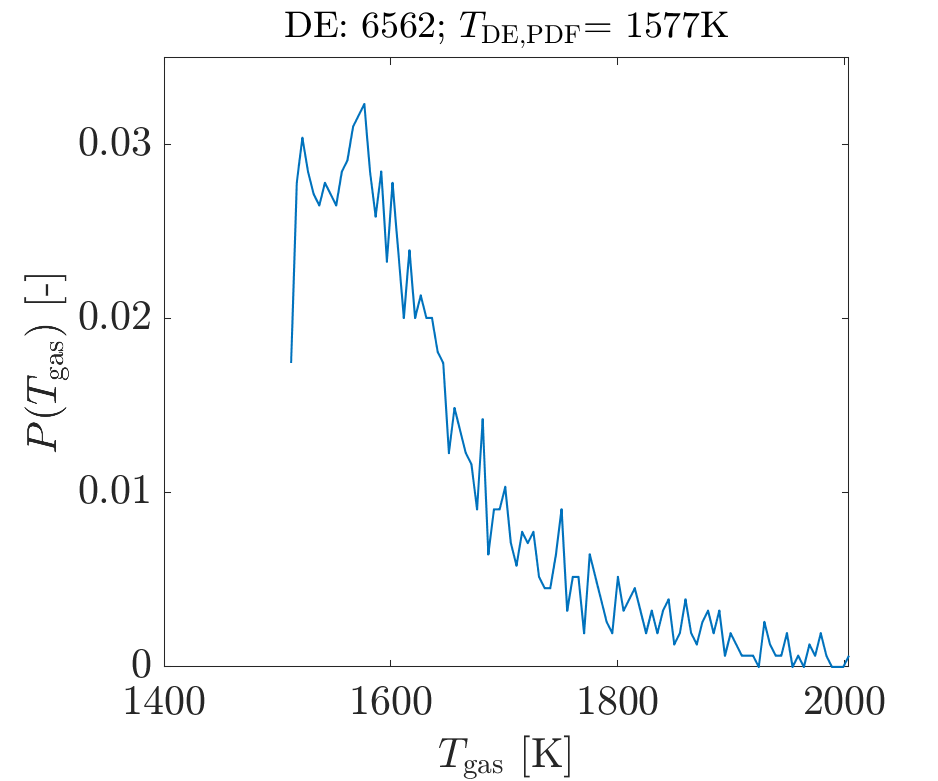 DE: 6562; T_DE,PDF= 1577K
0.03
0.02
0.01
0
P(T_gas) [-]
1400 1600 1800 2000
T_gas [K]